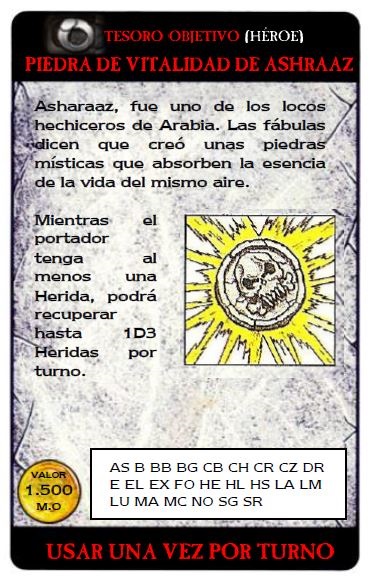 TESORO OBJETIVO (HÉROE)
PIEDRA DE VITALIDAD DE ASHRAAZ
Asharaaz, fue uno de los locos
hechiceros de Arabia. Las fábulas
dicen que creó unas piedras
místicas que absorben la esencia
de la vida del mismo aire.
Mientras el
portador
tenga al
menos una
Herida, podrá
recuperar
hasta 1D3
Heridas por
turno.
VALOR
1.500
M.O
AS B BB BG CB CH CR CZ DR
E EL EX FO HE HL HS LA LM
LU MA MC NO SG SR
USAR UNA VEZ POR TURNO